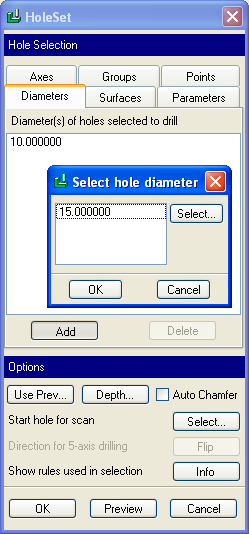 HoleSet
Hole Selection
Axes Groups Points
Diameters Surfaces Parameters
Diameter(s) of holes selected to drill
10.000000
Select hole diameter
15.000000 Select...
OK Cancel
Add Delete
Options
Use Prev... Depth... Auto Chamfer
Start hole for scan Select...
Direction for 5-axis drilling Flip
Show rules used in selection Info
OK Preview Cancel